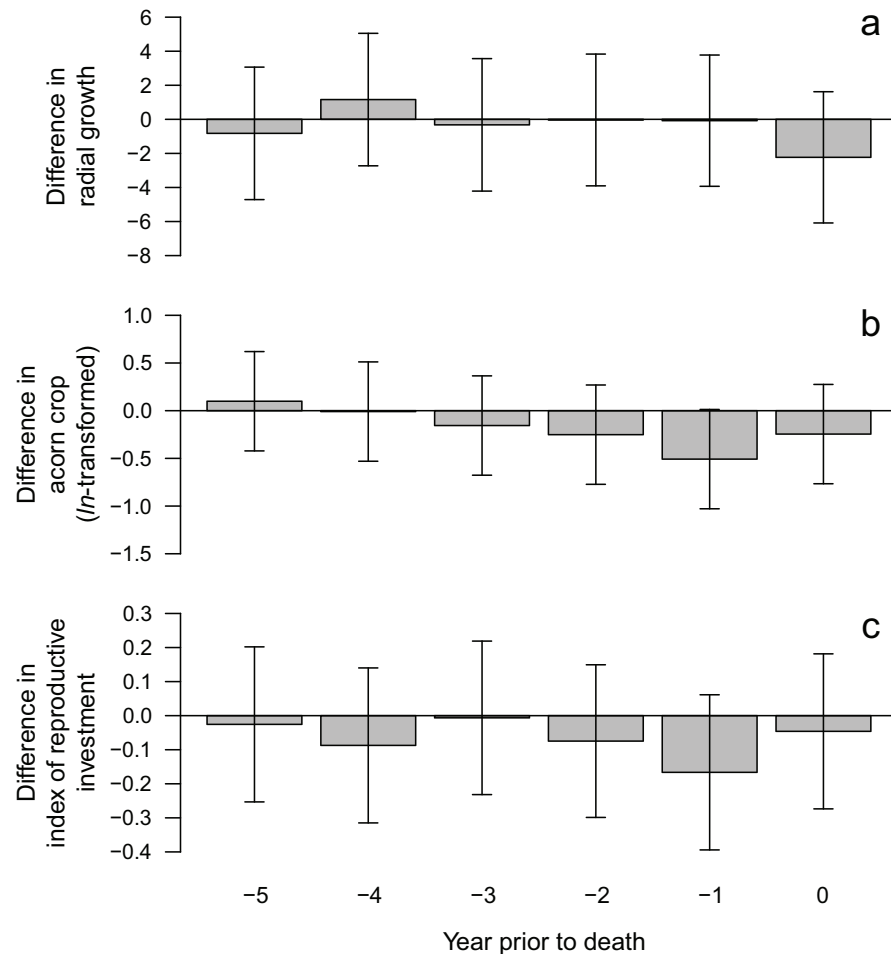 a
Difference in
radial growth
6
4
2
0
−2
−4
−6
−8
b
Difference in
acorn crop
(ln-transformed)
1.0
0.5
0.0
−0.5
−1.0
−1.5
c
Difference in
index of reproductive
investment
0.3
0.2
0.1
0.0
−0.1
−0.2
−0.3
−0.4
−5 −4 −3 −2 −1 0
Year prior to death